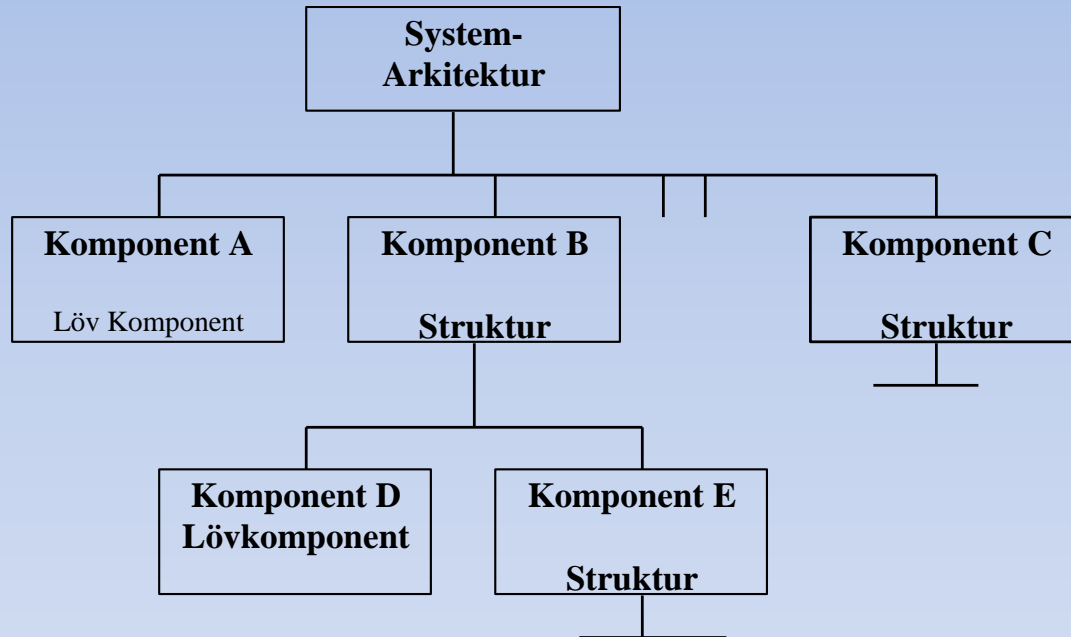 System-
Arkitektur
Komponent A
Löv Komponent
Komponent B
Struktur
Komponent C
Struktur
Komponent D
Lövkomponent
Komponent E
Struktur